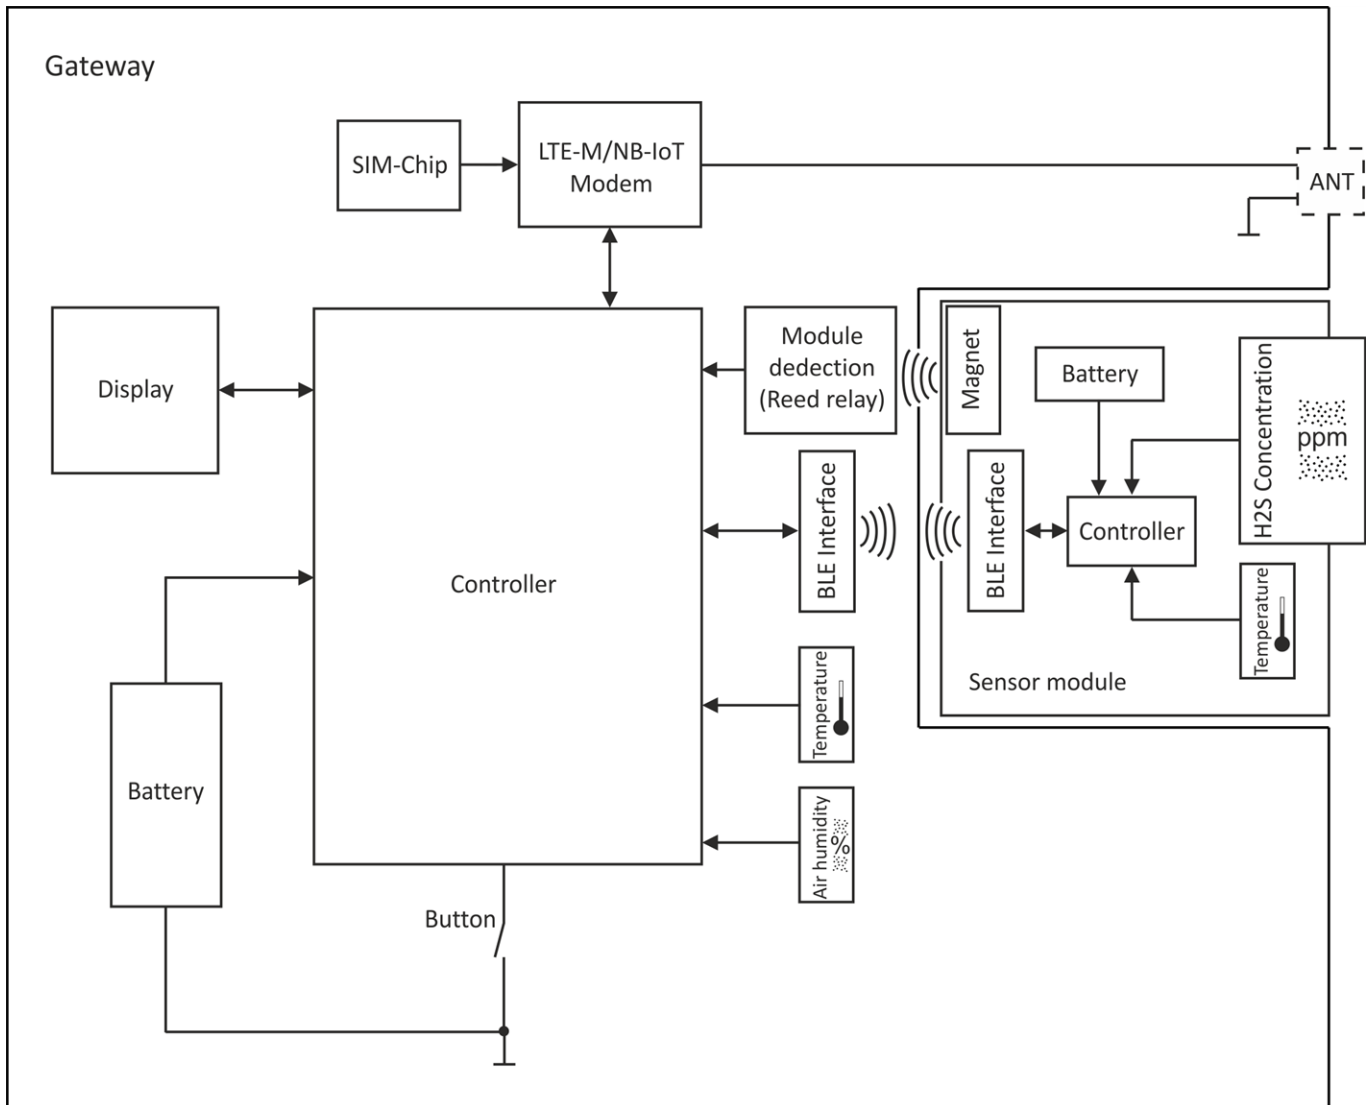 Gateway
SIM-Chip
LTE-M/NB-IoT
Modem
ANT
Display
Controller
Module
dedection
(Reed relay)
Magnet
Battery
H2S Concentration
ppm
BLE Interface
BLE Interface
Controller
Temperature
Sensor module
Temperature
Air humidity
%
Battery
Button